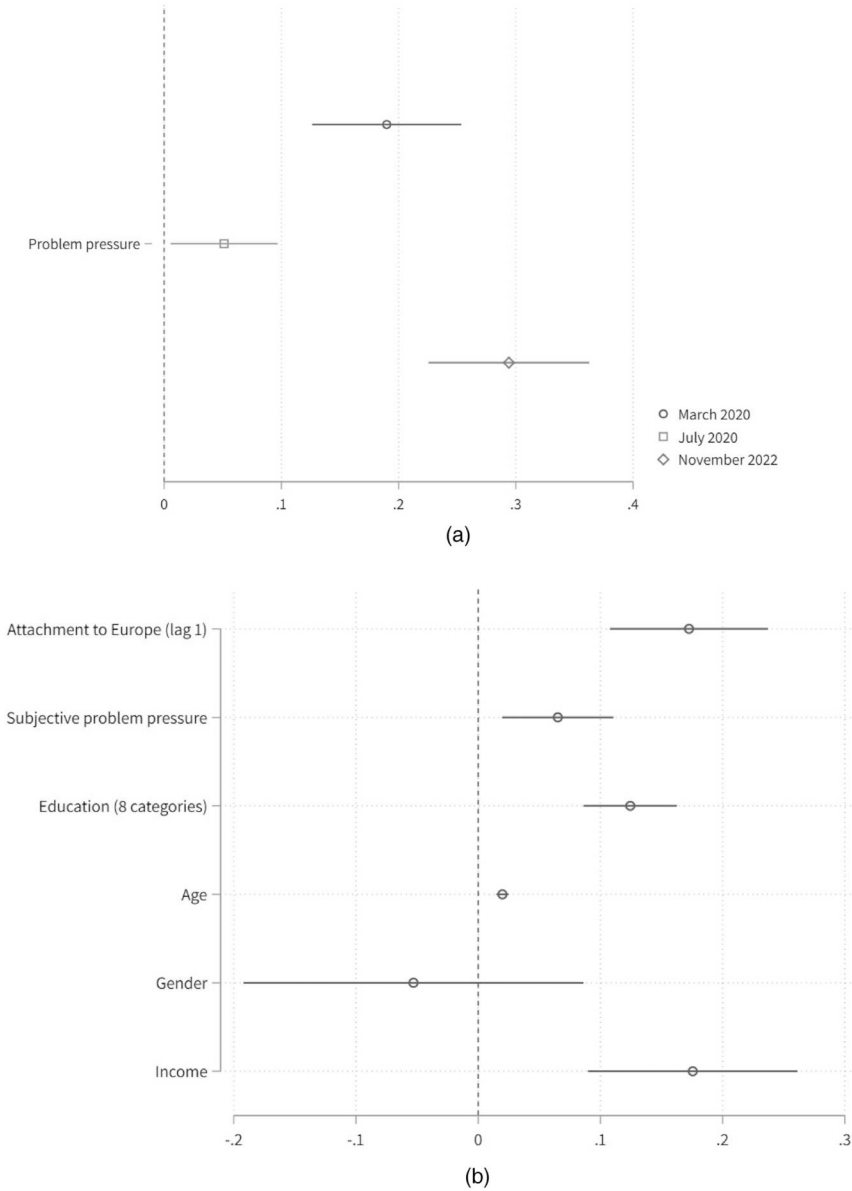 Problem pressure
March 2020
July 2020
November 2022
0 .1 .2 .3 .4
(a)
Attachment to Europe (lag 1)
Subjective problem pressure
Education (8 categories)
Age
Gender
Income
-.2 -.1 0 .1 .2 .3
(b)